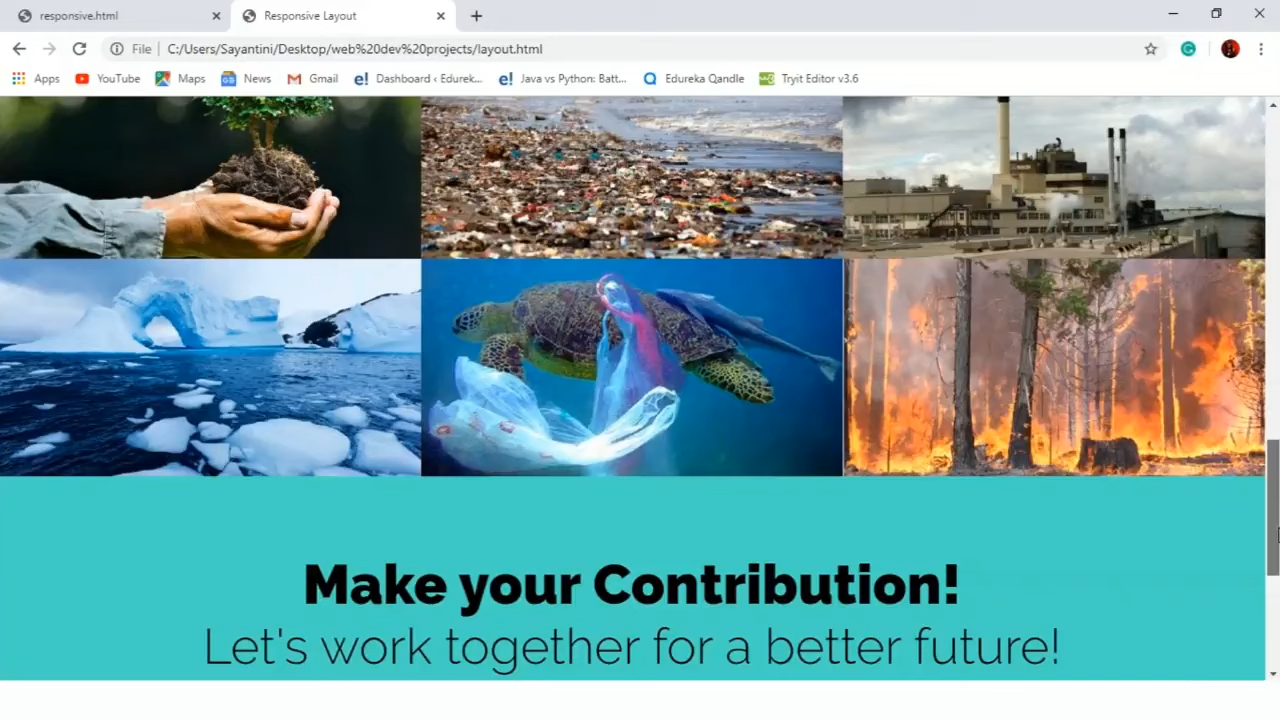 responsive.html
Responsive Layout
File C:/Users/Sayantini/Desktop/web%20dev%20projects/layout.html
Apps YouTube Maps News Gmail Dashboard ‹ Edurek... Java vs Python: Batt... Edureka Qandle Tryit Editor v3.6
Make your Contribution!
Let's work together for a better future!